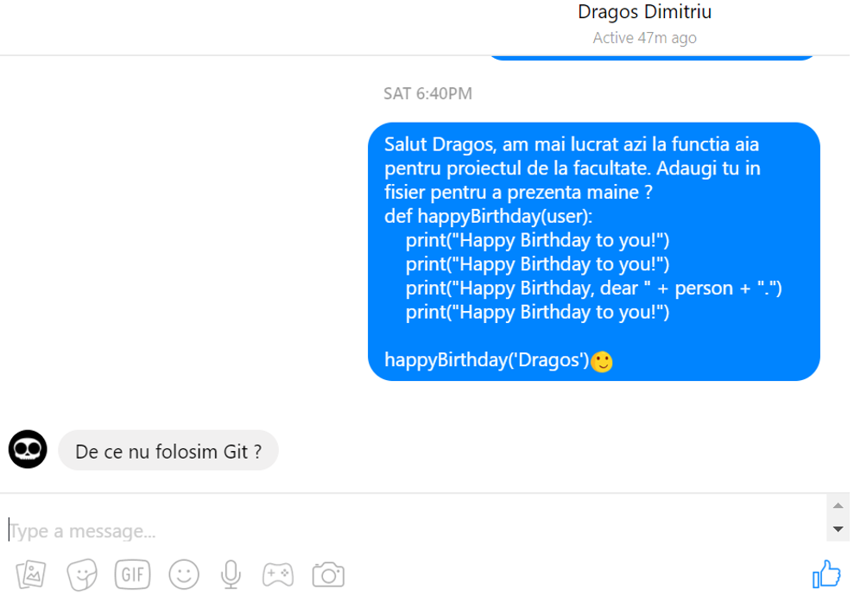 Dragos Dimitriu
Active 47m ago
SAT 6:40PM
Salut Dragos, am mai lucrat azi la functia aia
pentru proiectul de la facultate. Adaugi tu in
fisier pentru a prezenta maine ?
def happyBirthday(user):
    print("Happy Birthday to you!")
    print("Happy Birthday to you!")
    print("Happy Birthday, dear " + person + ".")
    print("Happy Birthday to you!")
happyBirthday('Dragos')🙂
De ce nu folosim Git ?
Type a message...
GIF